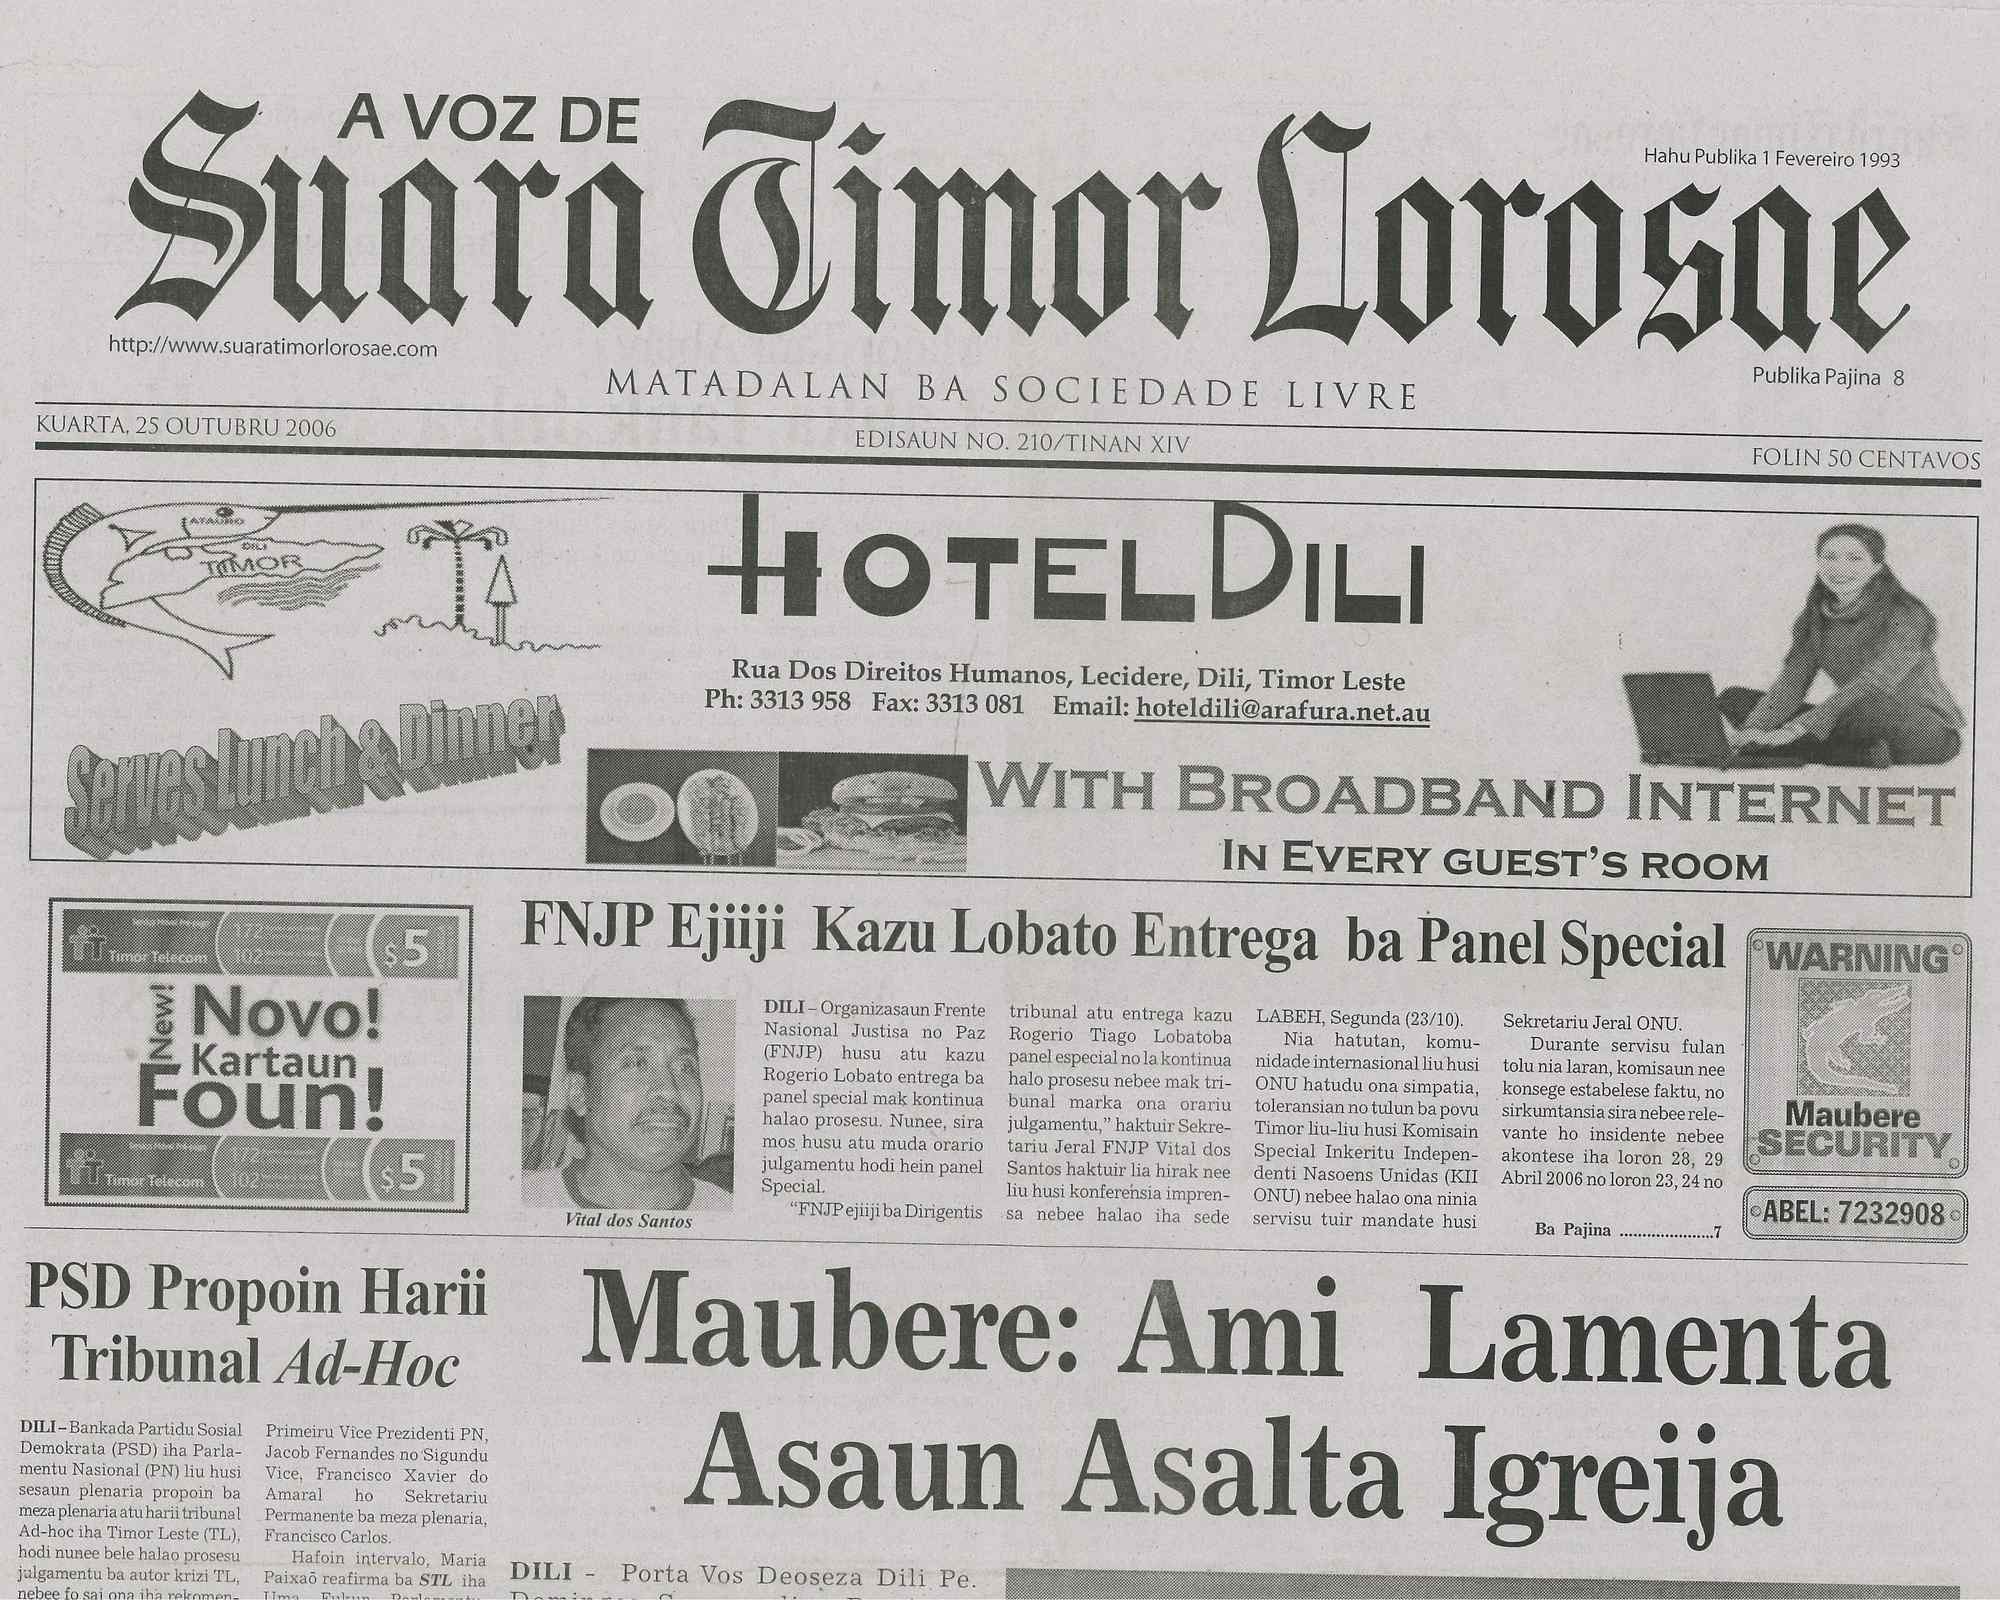 A VOZ DE
Suara Timor Lorosae
Hahu Publika 1 Fevereiro 1993
http://www.suaratimorlorosae.com
Publika Pajina 8
MATADALAN BA SOCIEDADE LIVRE
KUARTA, 25 OUTUBRU 2006
EDISAUN NO. 210/TINAN XIV
FOLIN 50 CENTAVOS
ATAURO
DILI
TIMOR
HOTEL DILI
Rua Dos Direitos Humanos, Lecidere, Dili, Timor Leste
Ph: 3313 958 Fax: 3313 081 Email: hoteldili@arafura.net.au
Serves Lunch & Dinner
WITH BROADBAND INTERNET
IN EVERY GUEST'S ROOM
Timor Telecom
172
102
$5
New!
Novo!
Kartaun
Foun!
Timor Telecom
172
102
$5
FNJP Ejiiji Kazu Lobato Entrega ba Panel Special
Vital dos Santos
DILI – Organizasaun Frente
Nasional Justisa no Paz
(FNJP) husu atu kazu
Rogerio Lobato entrega ba
panel special mak kontinua
halao prosesu. Nunee, sira
mos husu atu muda orario
julgamentu hodi hein panel
Special.
"FNJP ejiiji ba Dirigentis
tribunal atu entrega kazu
Rogerio Tiago Lobatoba
panel especial no la kontinua
halo prosesu nebee mak tri-
bunal marka ona orariu
julgamentu," haktuir Sekre-
tariu Jeral FNJP Vital dos
Santos haktuir lia hirak nee
liu husi konferénsia impren-
sa nebee halao iha sede
LABEH, Segunda (23/10).
Nia hatutan, komu-
nidade internasional liu husi
ONU hatudu ona simpatia,
toleransian no tulun ba povu
Timor liu-liu husi Komisain
Special Inkeritu Indepen-
denti Nasoens Unidas (KII
ONU) nebee halao ona ninia
servisu tuir mandate husi
Sekretariu Jeral ONU.
Durante servisu fulan
tolu nia laran, komisaun nee
konsege estabelese faktu, no
sirkumtansia sira nebee rele-
vante ho insidente nebee
akontese iha loron 28, 29
Abril 2006 no loron 23, 24 no
Ba Pajina ......................7
WARNING
Maubere
SECURITY
ABEL: 7232908
PSD Propoin Harii
Tribunal Ad-Hoc
DILI – Bankada Partidu Sosial
Demokrata (PSD) iha Parla-
mentu Nasional (PN) liu husi
sesaun plenaria propoin ba
meza plenaria atu harii tribunal
Ad-hoc iha Timor Leste (TL),
hodi nunee bele halao prosesu
julgamentu ba autor krizi TL,
nebee fo sai ona iha rekomen-
Primeiru Vice Prezidenti PN,
Jacob Fernandes no Sigundu
Vice, Francisco Xavier do
Amaral ho Sekretariu
Permanente ba meza plenaria,
Francisco Carlos.
Hafoin intervalo, Maria
Paixaõ reafirma ba STL iha
Maubere: Ami Lamenta
Asaun Asalta Igreija
DILI - Porta Vos Deoseza Dili Pe.